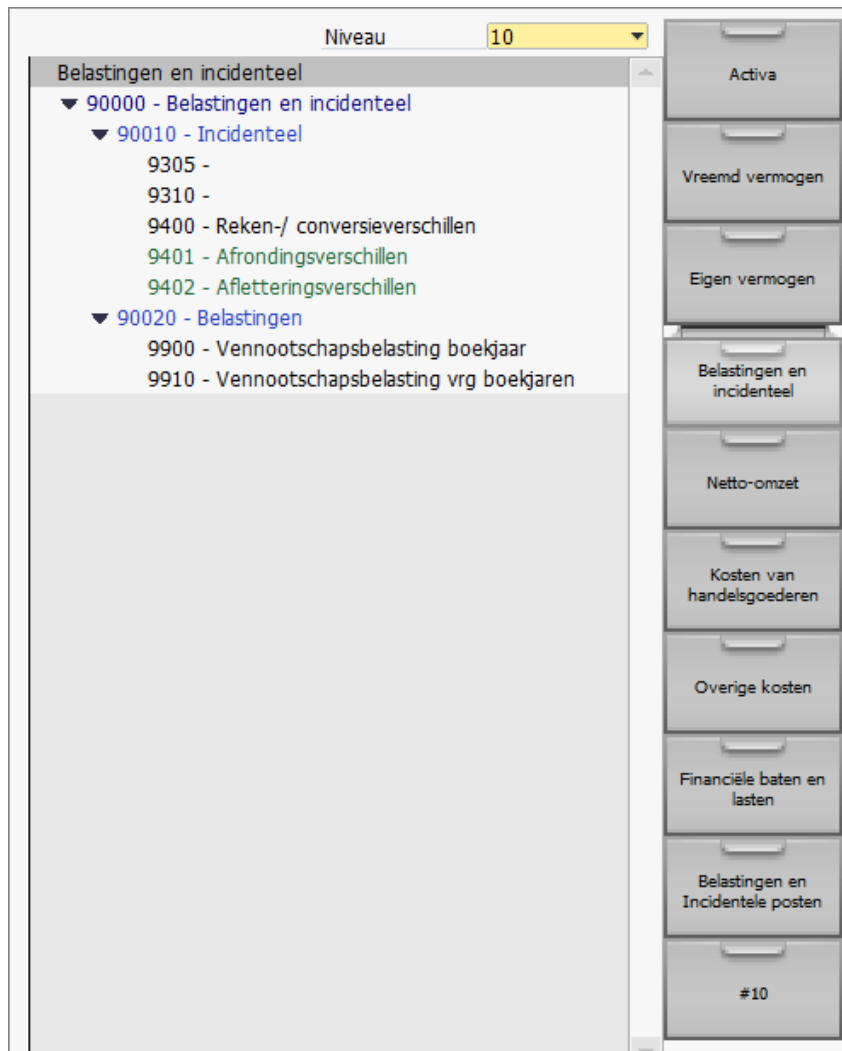 Niveau 10
Belastingen en incidenteel
90000 - Belastingen en incidenteel
90010 - Incidenteel
9305 -
9310 -
9400 - Reken-/ conversieverschillen
9401 - Afrondingsverschillen
9402 - Afletteringsverschillen
90020 - Belastingen
9900 - Vennootschapsbelasting boekjaar
9910 - Vennootschapsbelasting vrg boekjaren
Activa
Vreemd vermogen
Eigen vermogen
Belastingen en
incidenteel
Netto-omzet
Kosten van
handelsgoederen
Overige kosten
Financiële baten en
lasten
Belastingen en
Incidentele posten
#10